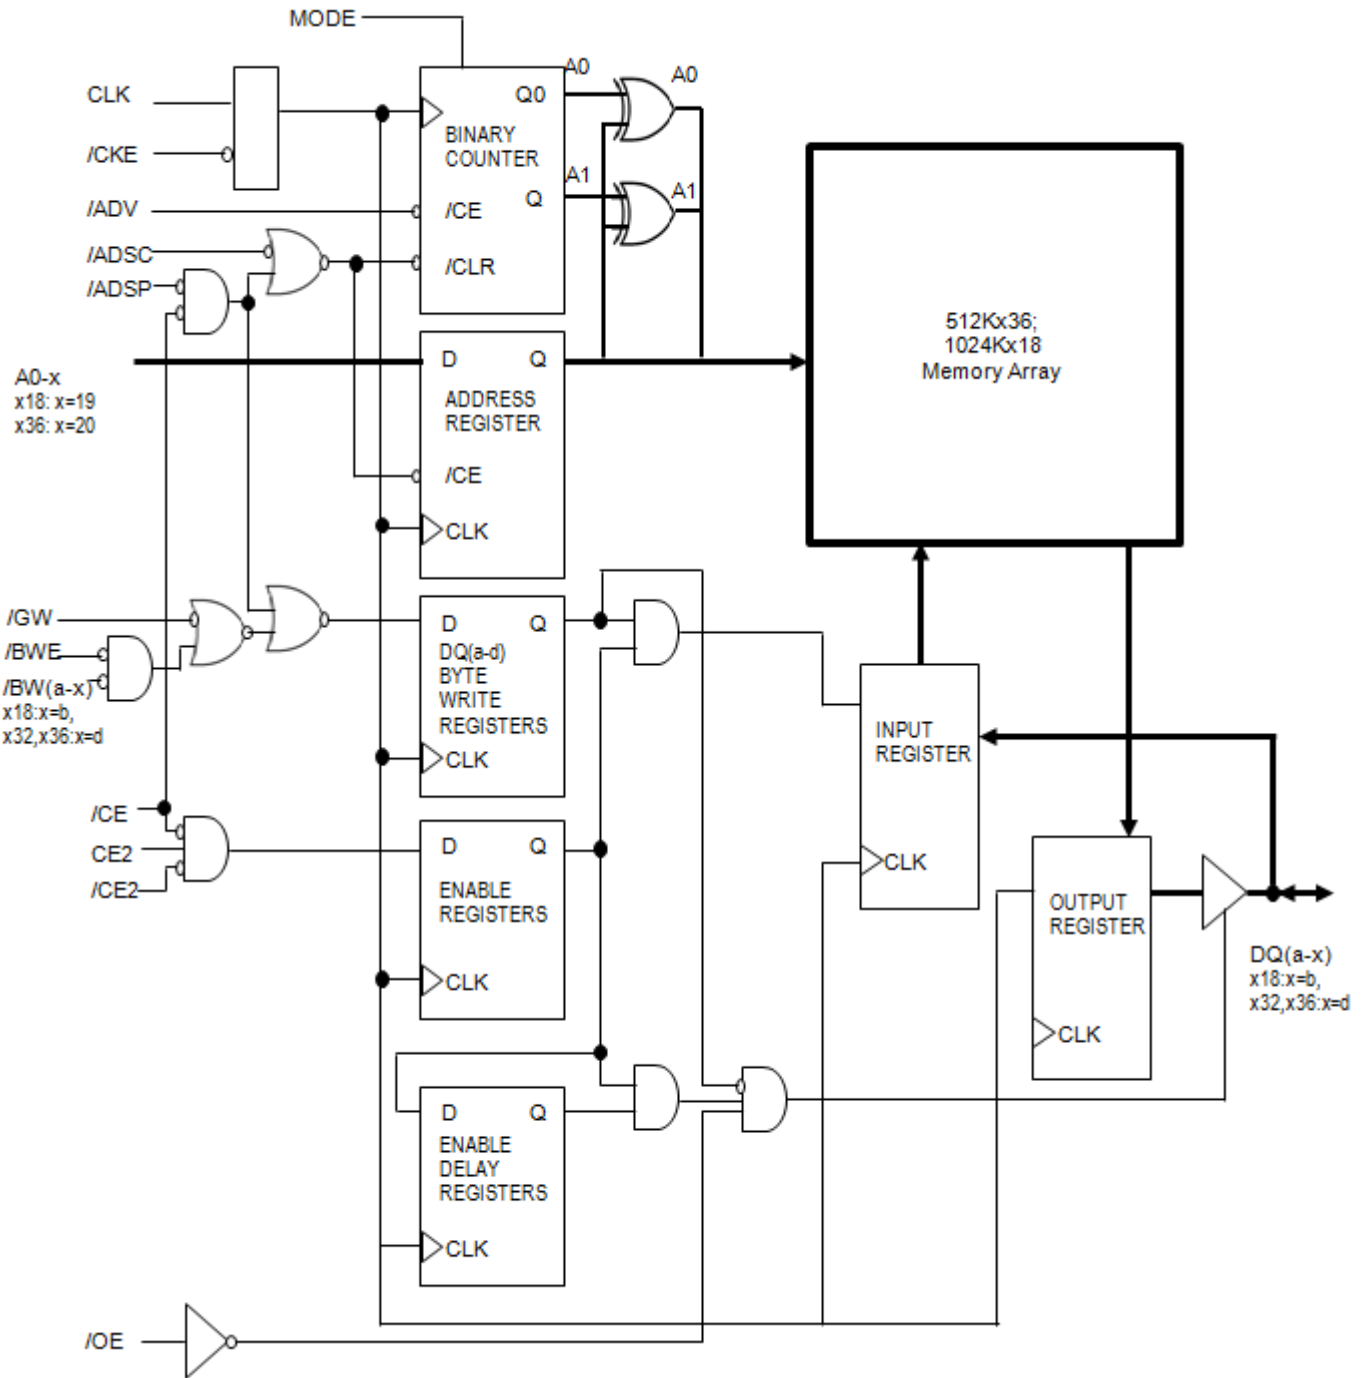 MODE
CLK
/CKE
/ADV
/ADSC
/ADSP
A0
Q0
BINARY
COUNTER
A1
Q
/CE
/CLR
A0
A1
512Kx36;
1024Kx18
Memory Array
A0-x
x18: x=19
x36: x=20
D Q
ADDRESS
REGISTER
/CE
CLK
/GW
/BWE
/BW(a-x)
x18:x=b,
x32,x36:x=d
D Q
DQ(a-d)
BYTE
WRITE
REGISTERS
CLK
INPUT
REGISTER
CLK
/CE
CE2
/CE2
D Q
ENABLE
REGISTERS
CLK
OUTPUT
REGISTER
CLK
DQ(a-x)
x18:x=b,
x32,x36:x=d
D Q
ENABLE
DELAY
REGISTERS
CLK
/OE